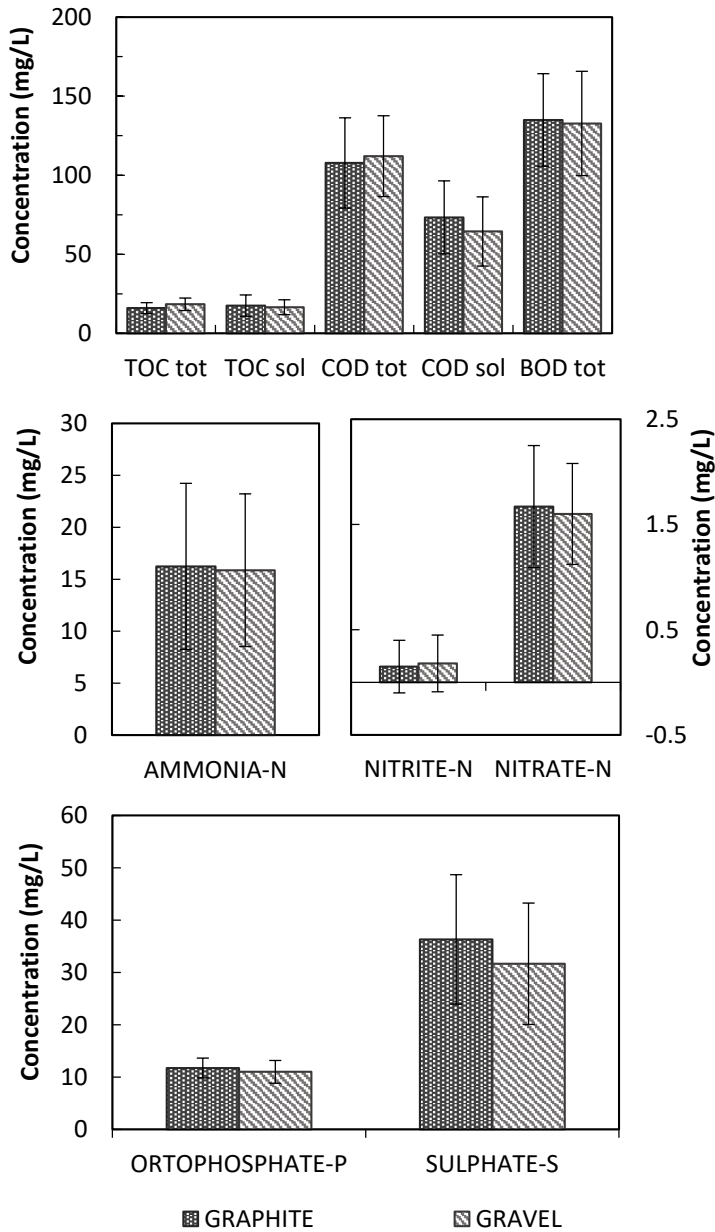 200
150
100
50
0
Concentration (mg/L)
TOC tot TOC sol COD tot COD sol BOD tot
30
25
20
15
10
5
0
Concentration (mg/L)
AMMONIA-N
2.5
1.5
0.5
-0.5
Concentration (mg/L)
NITRITE-N NITRATE-N
60
50
40
30
20
10
0
Concentration (mg/L)
ORTOPHOSPHATE-P SULPHATE-S
GRAPHITE GRAVEL